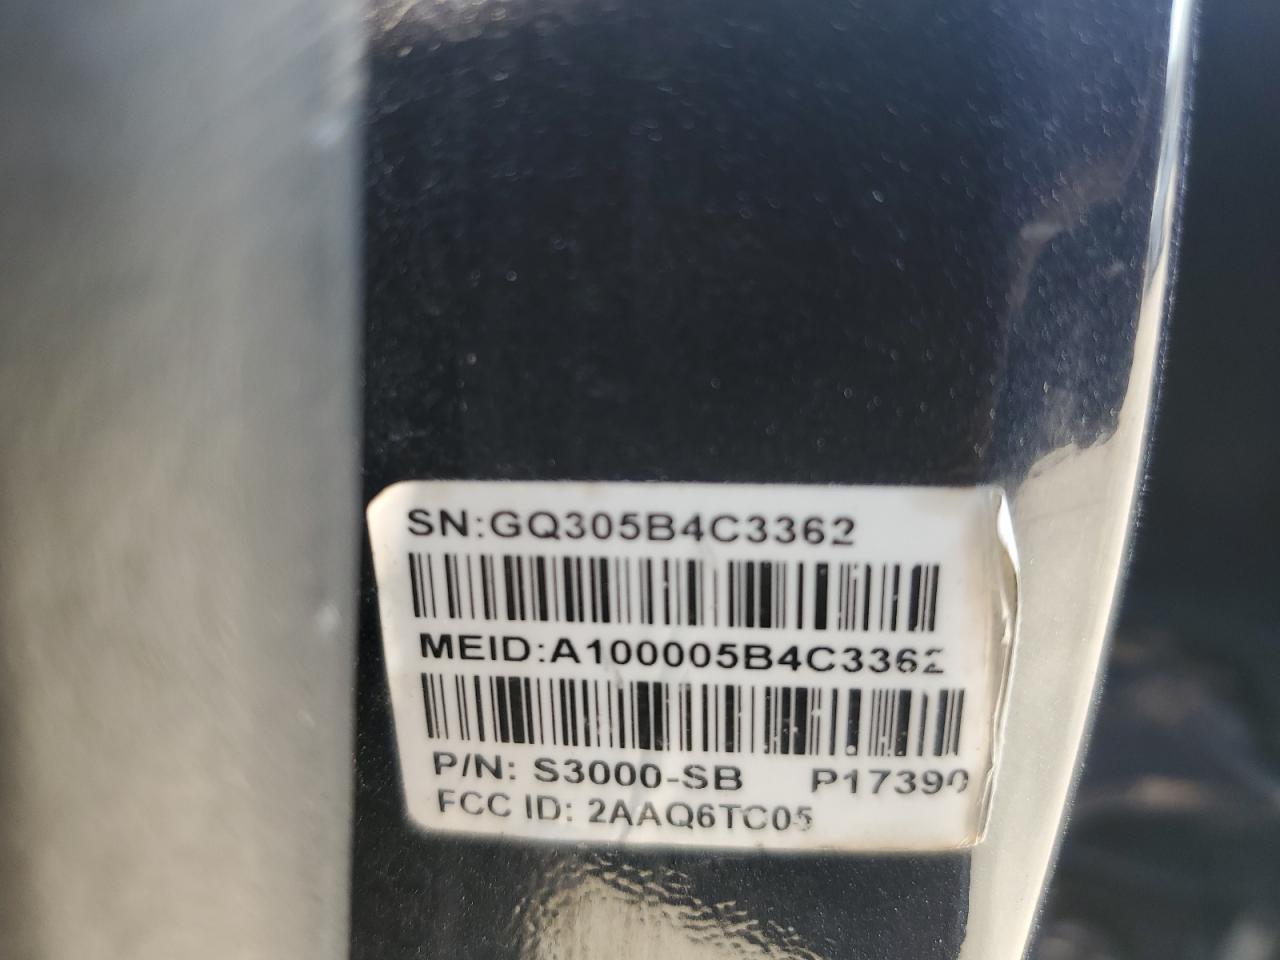 SN:GQ305B4C3362
MEID:A100005B4C3362
P/N: S3000-SB P17390
FCC ID: 2AAQ6TC05